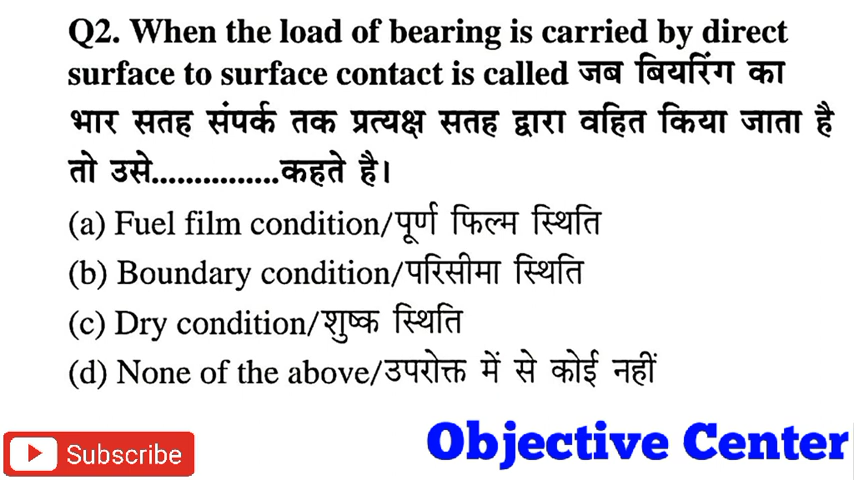 Q2. When the load of bearing is carried by direct
surface to surface contact is called जब बियरिंग का
भार सतह संपर्क तक प्रत्यक्ष सतह द्वारा वहित किया जाता है
तो उसे...............कहते है।
(a) Fuel film condition/पूर्ण फिल्म स्थिति
(b) Boundary condition/परिसीमा स्थिति
(c) Dry condition/शुष्क स्थिति
(d) None of the above/उपरोक्त में से कोई नहीं
Subscribe
Objective Center